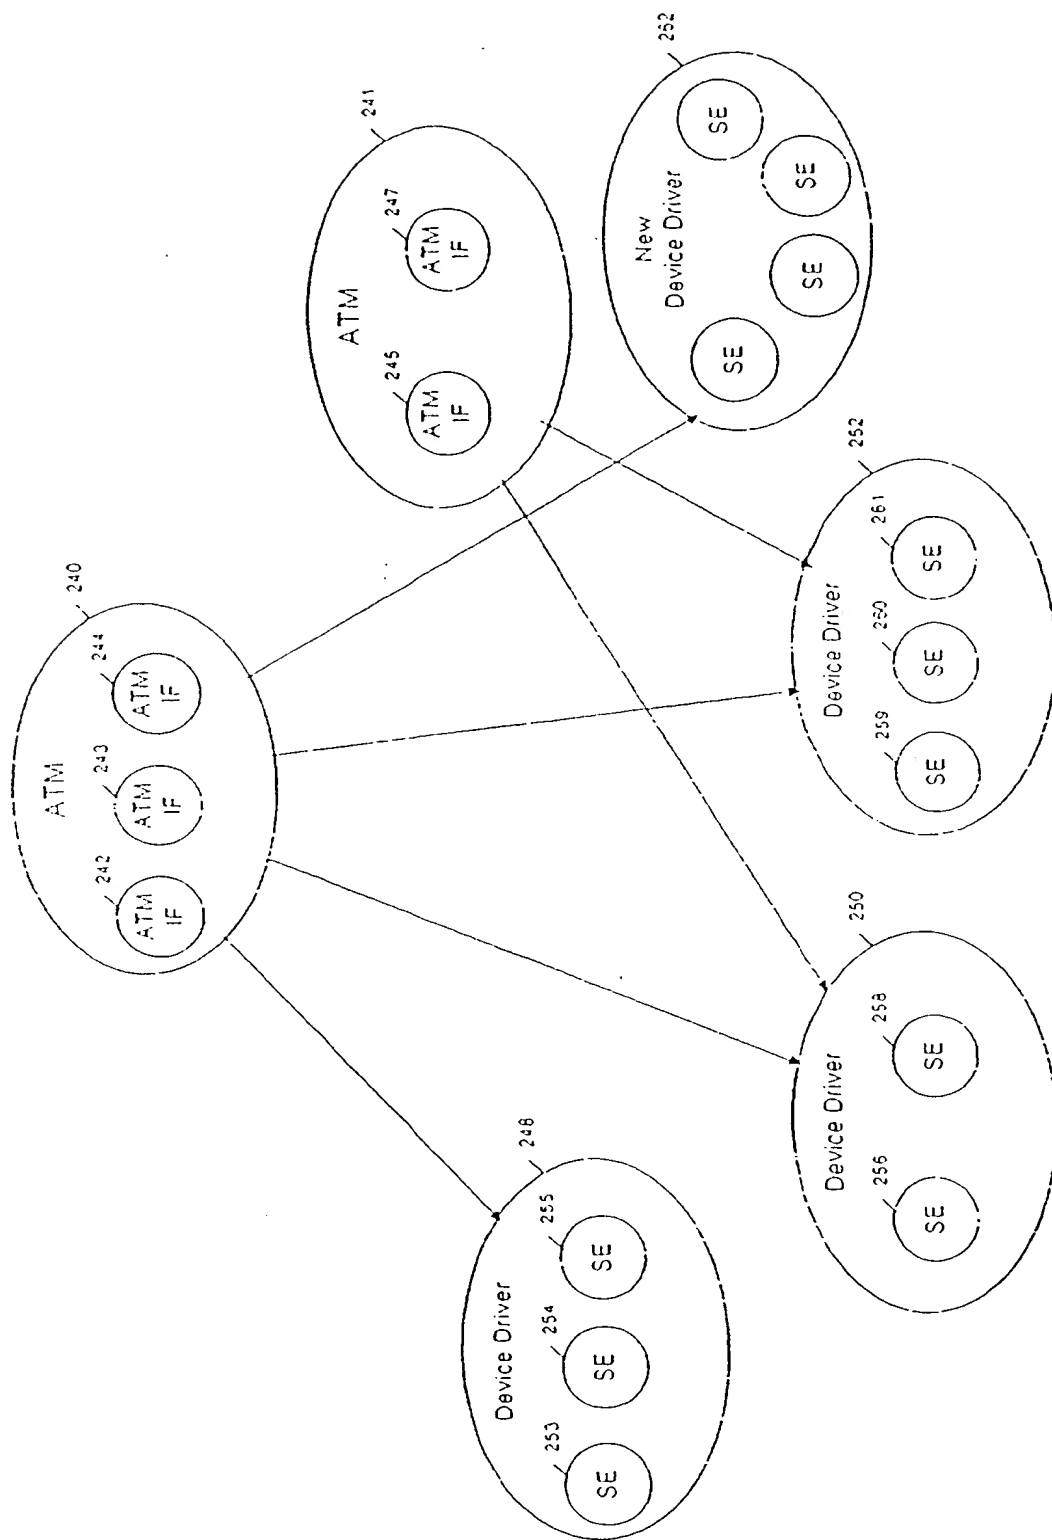 240
ATM
242
243
244
ATM
IF
ATM
IF
ATM
IF
241
ATM
245
247
ATM
IF
ATM
IF
248
Device Driver
253
254
255
SE
SE
SE
250
Device Driver
256
258
SE
SE
252
Device Driver
259
260
261
SE
SE
SE
262
New
Device Driver
SE
SE
SE
SE